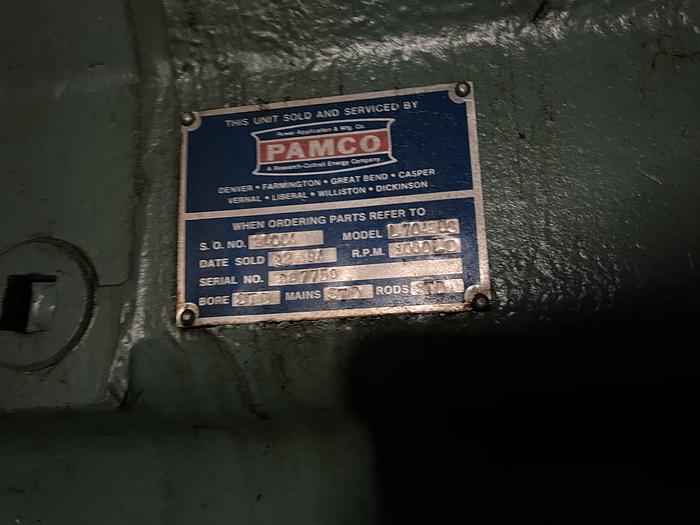 THIS UNIT SOLD AND SERVICED BY
Power Application & Mfg. Co.
PAMCO
A Research-Cottrell Energy Company
DENVER • FARMINGTON • GREAT BEND • CASPER
VERNAL • LIBERAL • WILLISTON • DICKINSON
WHEN ORDERING PARTS REFER TO
S.O. NO. MODEL
DATE SOLD R.P.M.
SERIAL NO.
BORE STD MAINS STD RODS STD